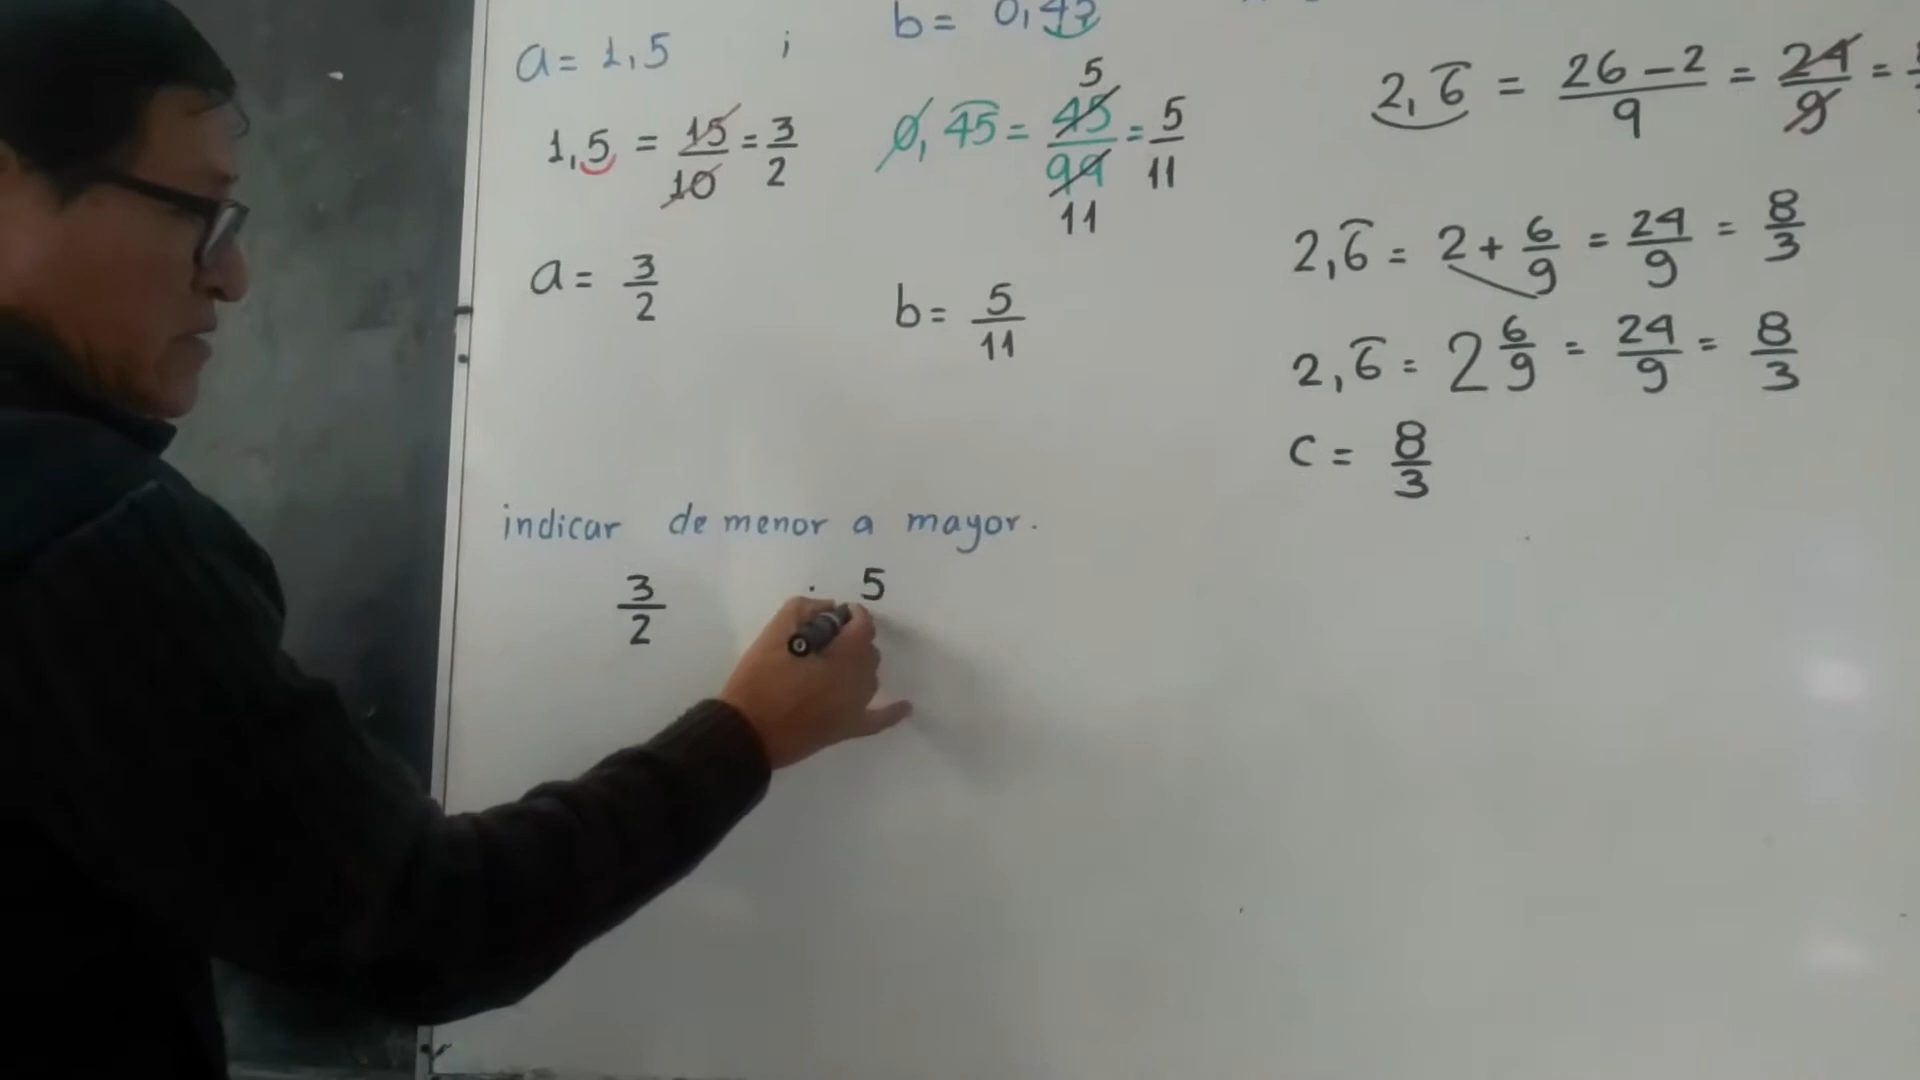 a = 1,5 ; b = 0,
1,5 = 15/10 = 3/2
a = 3/2
0, 4͞5 = 45/99 = 5/11
5
11
b = 5/11
2, 6̅ = 26 - 2/9 = 24/9 =
2,6̅ = 2 + 6/9 = 24/9 = 8/3
2,6̅ = 2 6/9 = 24/9 = 8/3
c = 8/3
indicar de menor a mayor.
3/2 ; 5